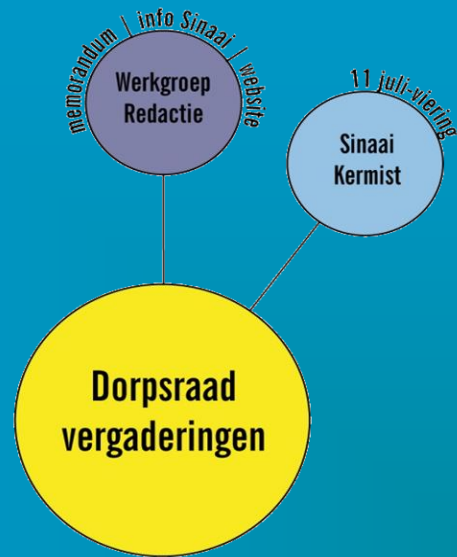 memorandum | info Sinaai | website
Werkgroep
Redactie
11 juli-viering
Sinaai
Kermist
Dorpsraad
vergaderingen